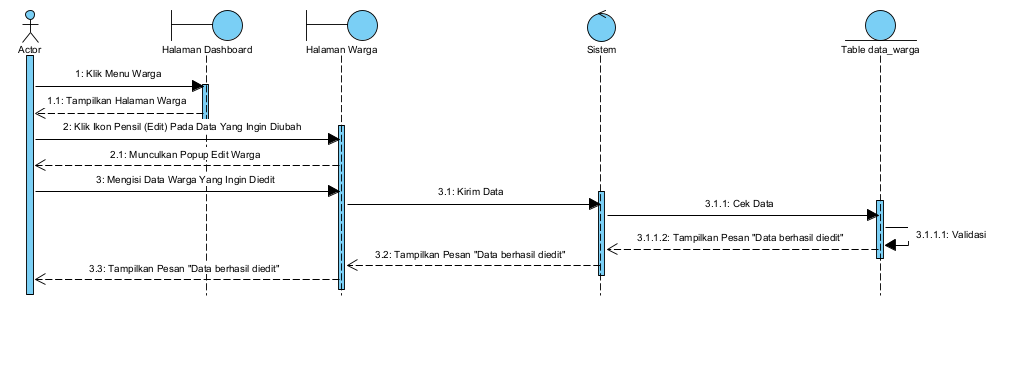 Actor
Halaman Dashboard
Halaman Warga
Sistem
Table data_warga
1: Klik Menu Warga
1.1: Tampilkan Halaman Warga
2: Klik Ikon Pensil (Edit) Pada Data Yang Ingin Diubah
2.1: Munculkan Popup Edit Warga
3: Mengisi Data Warga Yang Ingin Diedit
3.1: Kirim Data
3.1.1: Cek Data
3.1.1.1: Validasi
3.1.1.2: Tampilkan Pesan "Data berhasil diedit"
3.2: Tampilkan Pesan "Data berhasil diedit"
3.3: Tampilkan Pesan "Data berhasil diedit"